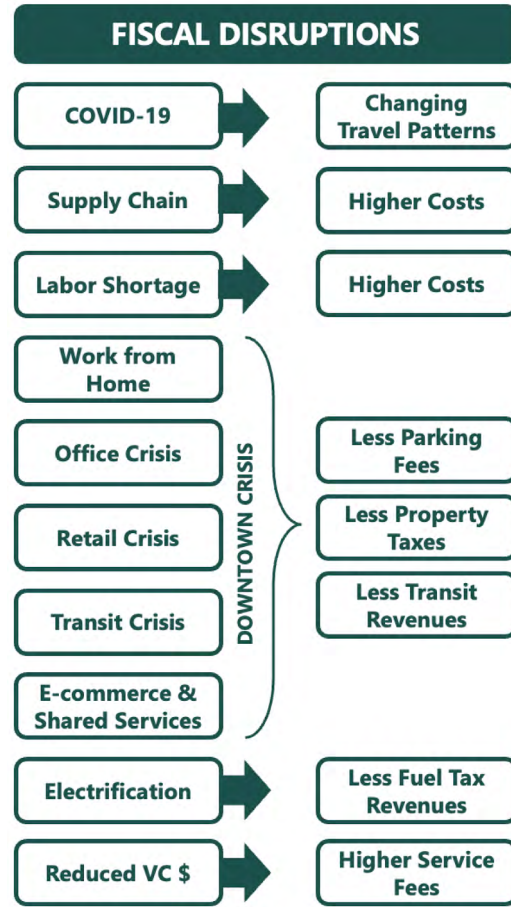 FISCAL DISRUPTIONS
COVID-19
Changing
Travel Patterns
Supply Chain
Higher Costs
Labor Shortage
Higher Costs
Work from
Home
Office Crisis
Retail Crisis
Transit Crisis
E-commerce &
Shared Services
DOWNTOWN CRISIS
Less Parking
Fees
Less Property
Taxes
Less Transit
Revenues
Electrification
Less Fuel Tax
Revenues
Reduced VC $
Higher Service
Fees